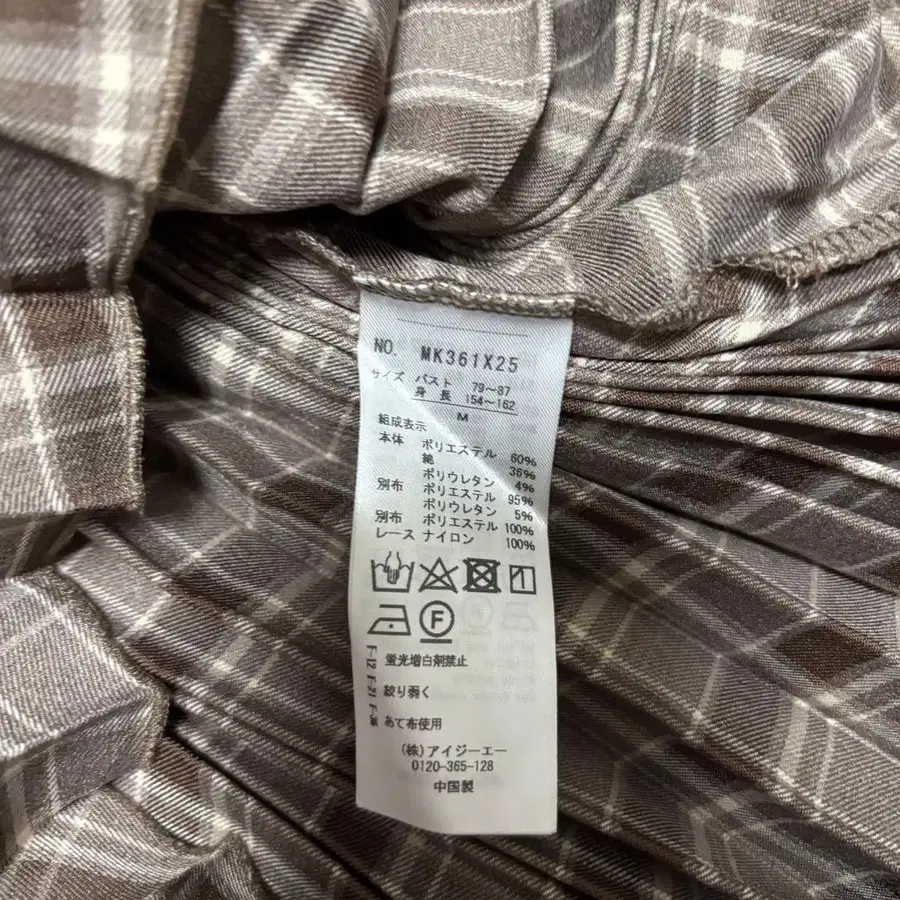 NO. MK361X25
サイズ バスト 79〜87
身長 154〜162
M
組成表示
本体 ポリエステル 60%
綿 36%
ポリウレタン 4%
別布 ポリエステル 95%
ポリウレタン 5%
別布 ポリエステル 100%
レース ナイロン 100%
F
蛍光増白剤禁止
絞り弱く
あて布使用
F-12 F-21
(株)アイジーエー
0120-365-128
中国製